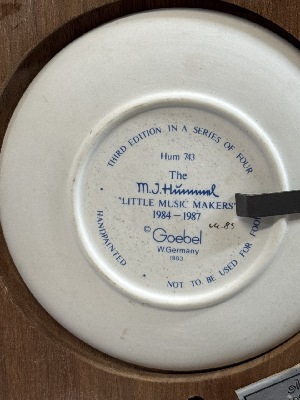 THIRD EDITION IN A SERIES OF FOUR
Hum 743
The
M.J. Hummel
"LITTLE MUSIC MAKERS"
1984-1987
© Goebel
W.Germany
1983
HANDPAINTED
NOT TO BE USED FOR FOOD